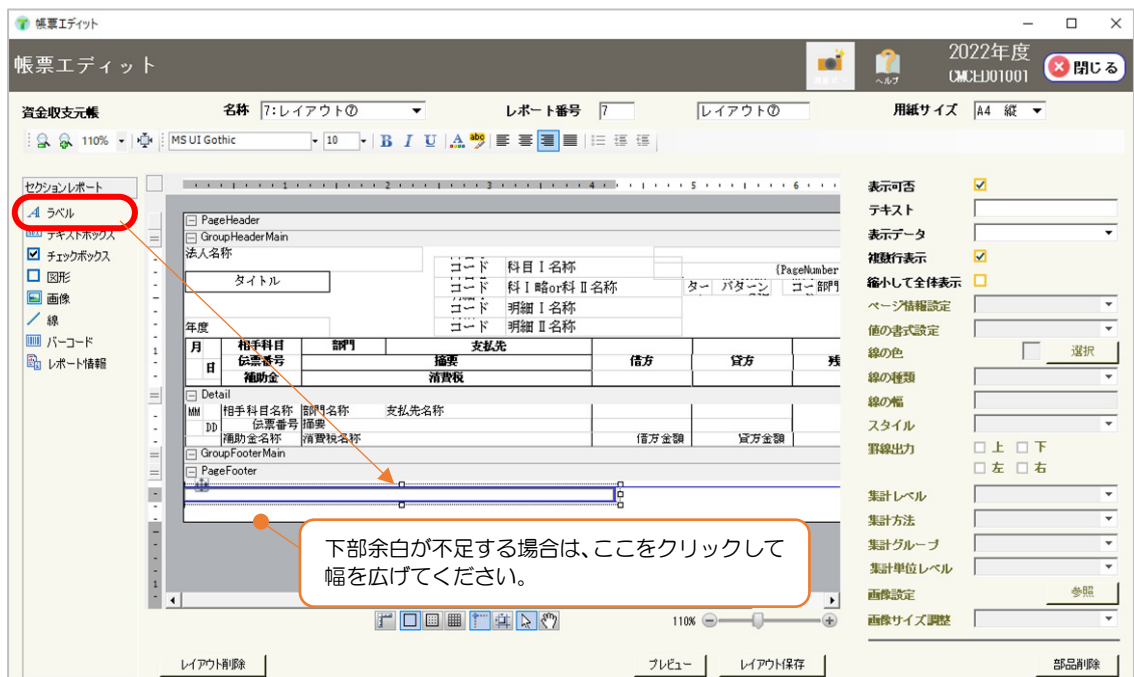 帳票エディット
帳票エディット
ヘルプ
2022年度
CMCED01001
閉じる
資金収支元帳
名称 7:レイアウト⑦
レポート番号 7 レイアウト⑦
用紙サイズ A4 縦
110% MS UI Gothic 10 B I U A abc
セクションレポート
A ラベル
テキストボックス
チェックボックス
図形
画像
線
バーコード
レポート情報
1 2 3 4 5 6
PageHeader
GroupHeaderMain
法人名称
タイトル
年度
コード 科目Ⅰ名称
コード 科Ⅰ略or科Ⅱ名称
コード 明細Ⅰ名称
コード 明細Ⅱ名称
(PageNumber
ター パターン コー 部門
月 相手科目 部門 支払先
日 伝票番号 摘要 借方 貸方 残
補助金 消費税
Detail
MM 相手科目名称 部門名称 支払先名称
DD 伝票番号 摘要
補助金名称 消費税名称 借方金額 貸方金額
GroupFooterMain
PageFooter
下部余白が不足する場合は、ここをクリックして
幅を広げてください。
110%
レイアウト削除
プレビュー
レイアウト保存
部品削除
表示可否
テキスト
表示データ
複数行表示
縮小して全体表示
ページ情報設定
値の書式設定
線の色 選択
線の種類
線の幅
スタイル
罫線出力 上 下
左 右
集計レベル
集計方法
集計グループ
集計単位レベル
画像設定 参照
画像サイズ調整